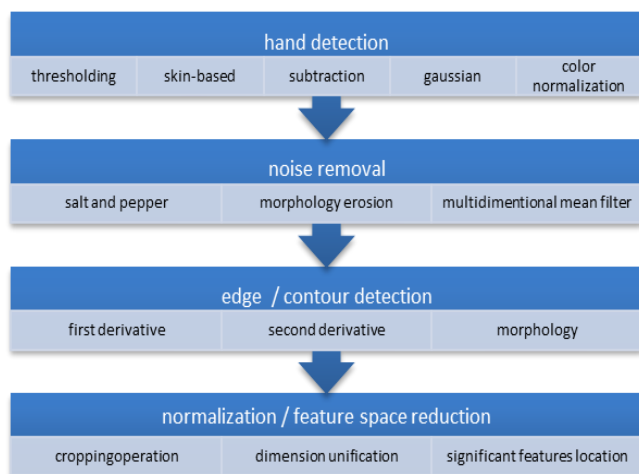 hand detection
thresholding skin-based subtraction gaussian color normalization
noise removal
salt and pepper morphology erosion multidimentional mean filter
edge / contour detection
first derivative second derivative morphology
normalization / feature space reduction
croppingoperation dimension unification significant features location